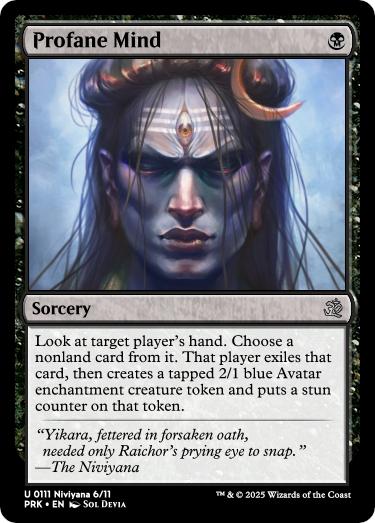 Profane Mind
Sorcery
Look at target player's hand. Choose a
nonland card from it. That player exiles that
card, then creates a tapped 2/1 blue Avatar
enchantment creature token and puts a stun
counter on that token.
“Yikara, fettered in forsaken oath,
needed only Raichor's prying eye to snap.”
—The Niviyana
U 0111 Niviyana 6/11
PRK • EN Sol Devia
™ & © 2025 Wizards of the Coast